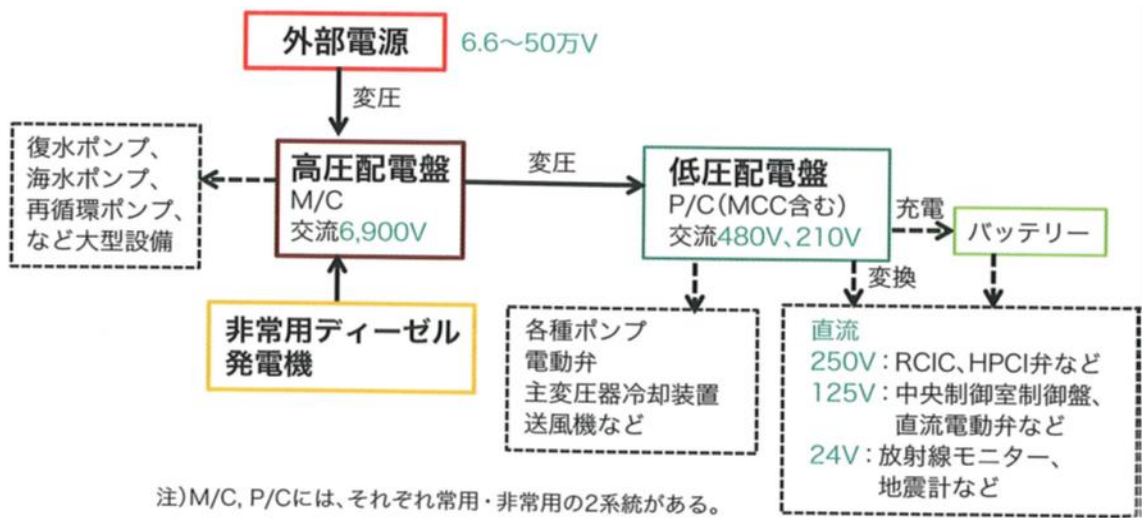 外部電源
6.6～50万V
変圧
復水ポンプ、
海水ポンプ、
再循環ポンプ、
など大型設備
高圧配電盤
M/C
交流6,900V
変圧
低圧配電盤
P/C(MCC含む)
交流480V、210V
充電
バッテリー
変換
非常用ディーゼル
発電機
各種ポンプ
電動弁
主変圧器冷却装置
送風機など
直流
250V：RCIC、HPCI弁など
125V：中央制御室制御盤、
直流電動弁など
24V：放射線モニター、
地震計など
注)M/C, P/Cには、それぞれ常用・非常用の2系統がある。